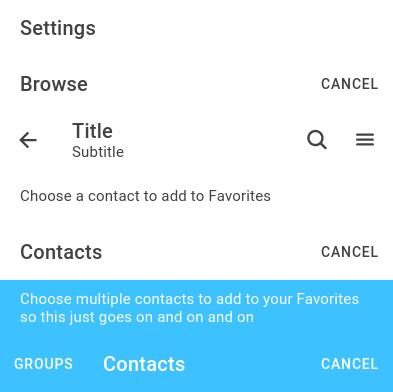 Settings
Browse CANCEL
Title
Subtitle
Choose a contact to add to Favorites
Contacts CANCEL
Choose multiple contacts to add to your Favorites
so this just goes on and on and on
GROUPS Contacts CANCEL